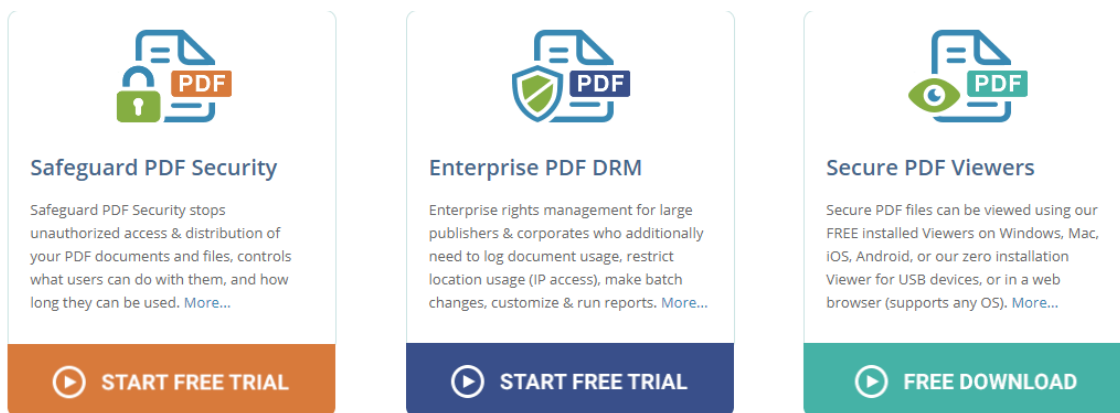 PDF
Safeguard PDF Security
Safeguard PDF Security stops
unauthorized access & distribution of
your PDF documents and files, controls
what users can do with them, and how
long they can be used. More...
START FREE TRIAL
PDF
Enterprise PDF DRM
Enterprise rights management for large
publishers & corporates who additionally
need to log document usage, restrict
location usage (IP access), make batch
changes, customize & run reports. More...
START FREE TRIAL
PDF
Secure PDF Viewers
Secure PDF files can be viewed using our
FREE installed Viewers on Windows, Mac,
iOS, Android, or our zero installation
Viewer for USB devices, or in a web
browser (supports any OS). More...
FREE DOWNLOAD